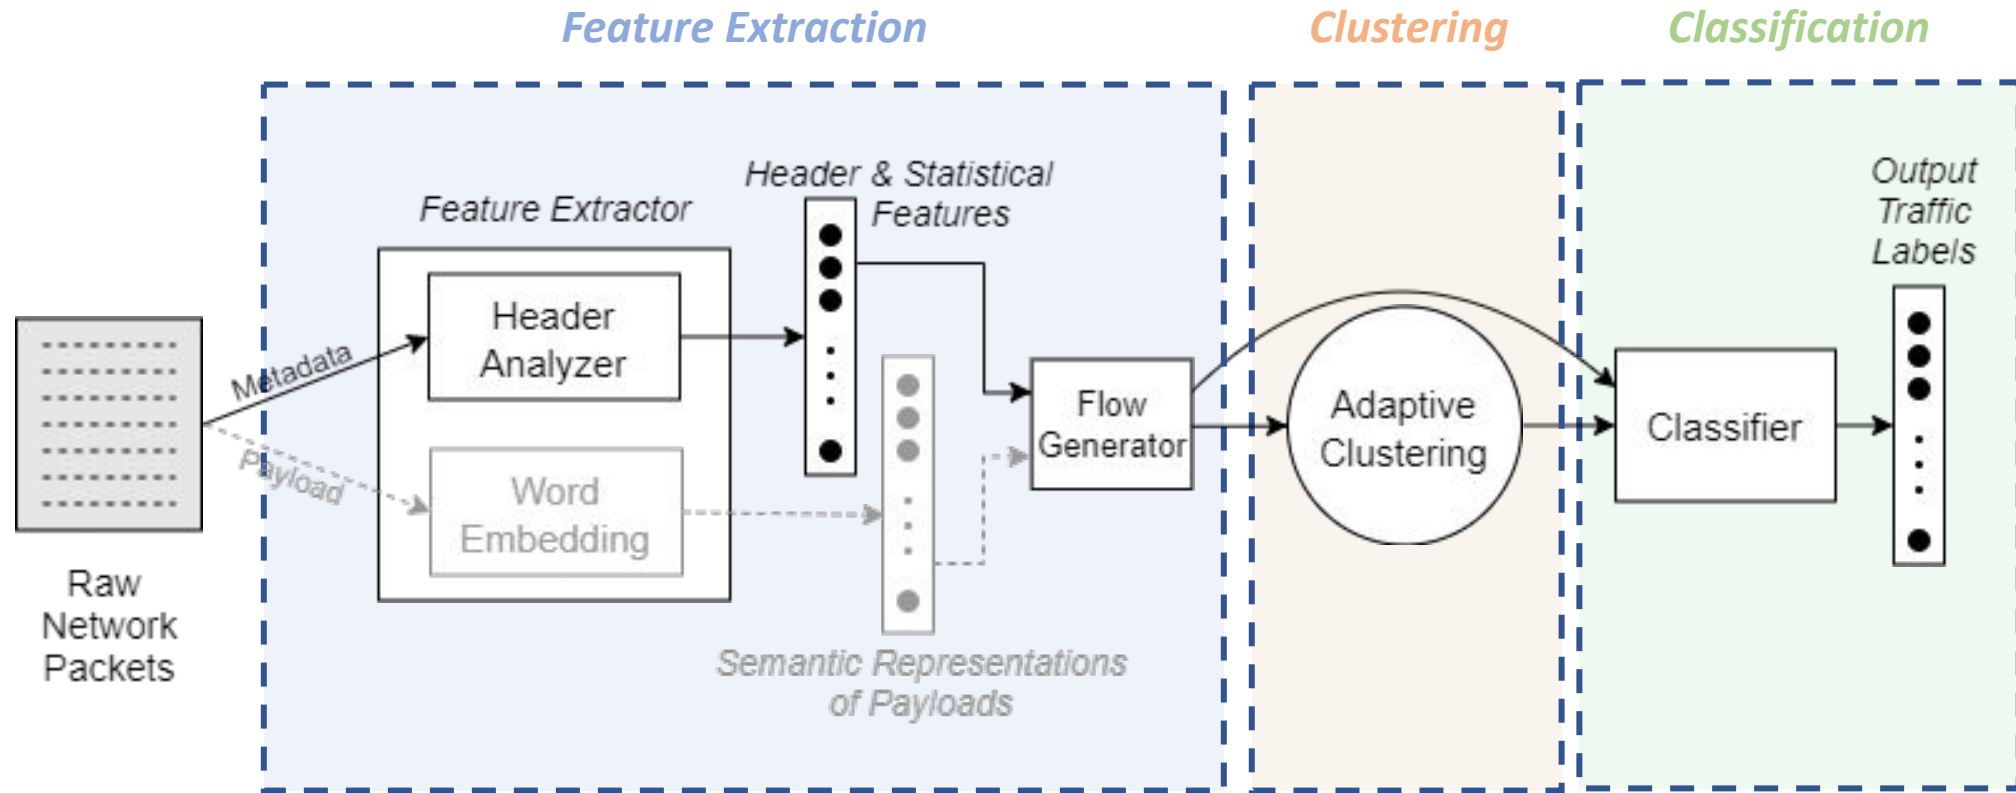 Feature Extraction
Clustering
Classification
Header & Statistical
Features
Feature Extractor
Output
Traffic
Labels
Metadata
Header
Analyzer
Payload
Word
Embedding
Flow
Generator
Adaptive
Clustering
Classifier
Raw
Network
Packets
Semantic Representations
of Payloads